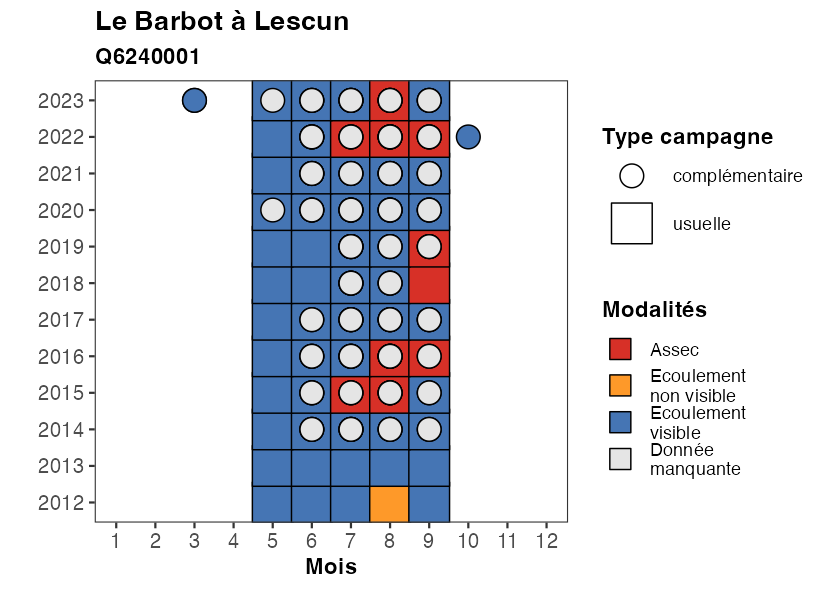 Le Barbot à Lescun
Q6240001
2023
2022
2021
2020
2019
2018
2017
2016
2015
2014
2013
2012
1 2 3 4 5 6 7 8 9 10 11 12
Mois
Type campagne
complémentaire
usuelle
Modalités
Assec
Ecoulement
non visible
Ecoulement
visible
Donnée
manquante